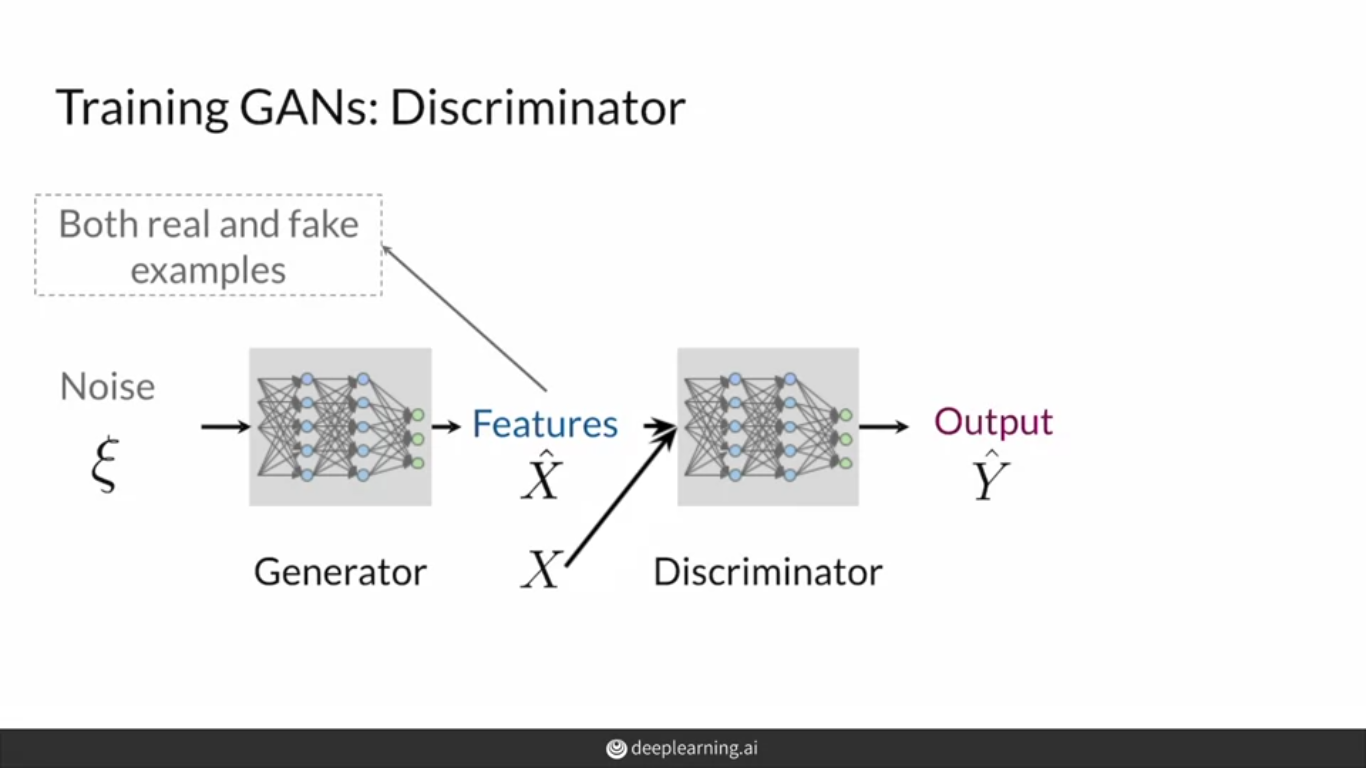 Training GANs: Discriminator
Both real and fake
examples
Noise
ξ
Features
X̂
X
Output
Ŷ
Generator
Discriminator
deeplearning.ai